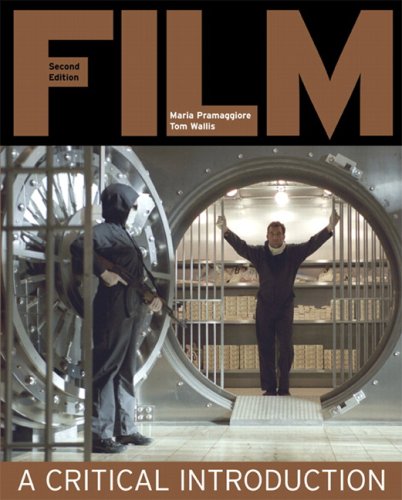 FILM
Second
Edition
Maria Pramaggiore
Tom Wallis
A CRITICAL INTRODUCTION